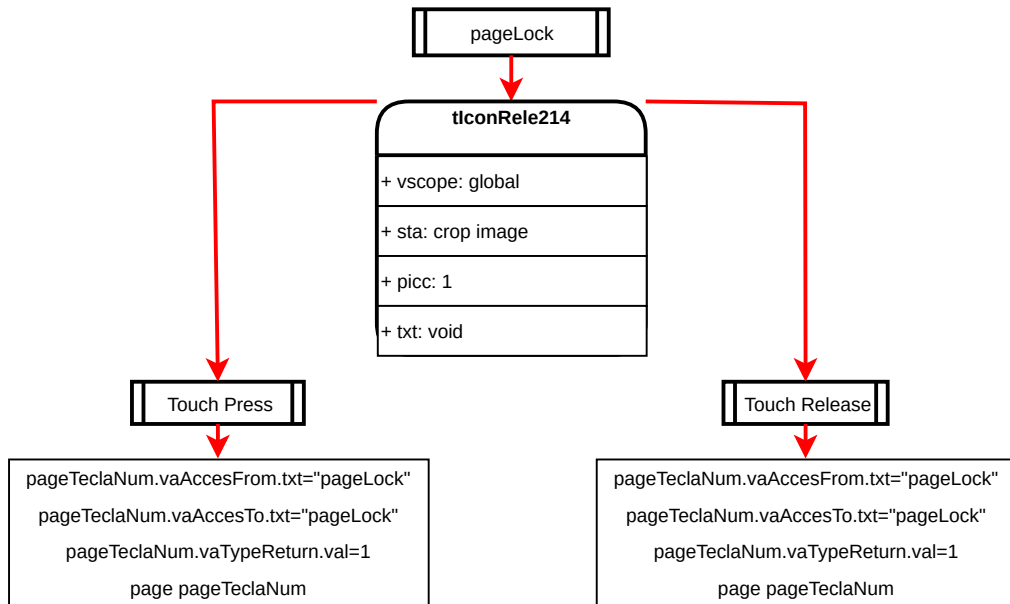 pageLock
tIconRele214
+ vscope: global
+ sta: crop image
+ picc: 1
+ txt: void
Touch Press
Touch Release
pageTeclaNum.vaAccesFrom.txt="pageLock"
pageTeclaNum.vaAccesTo.txt="pageLock"
pageTeclaNum.vaTypeReturn.val=1
page pageTeclaNum
pageTeclaNum.vaAccesFrom.txt="pageLock"
pageTeclaNum.vaAccesTo.txt="pageLock"
pageTeclaNum.vaTypeReturn.val=1
page pageTeclaNum